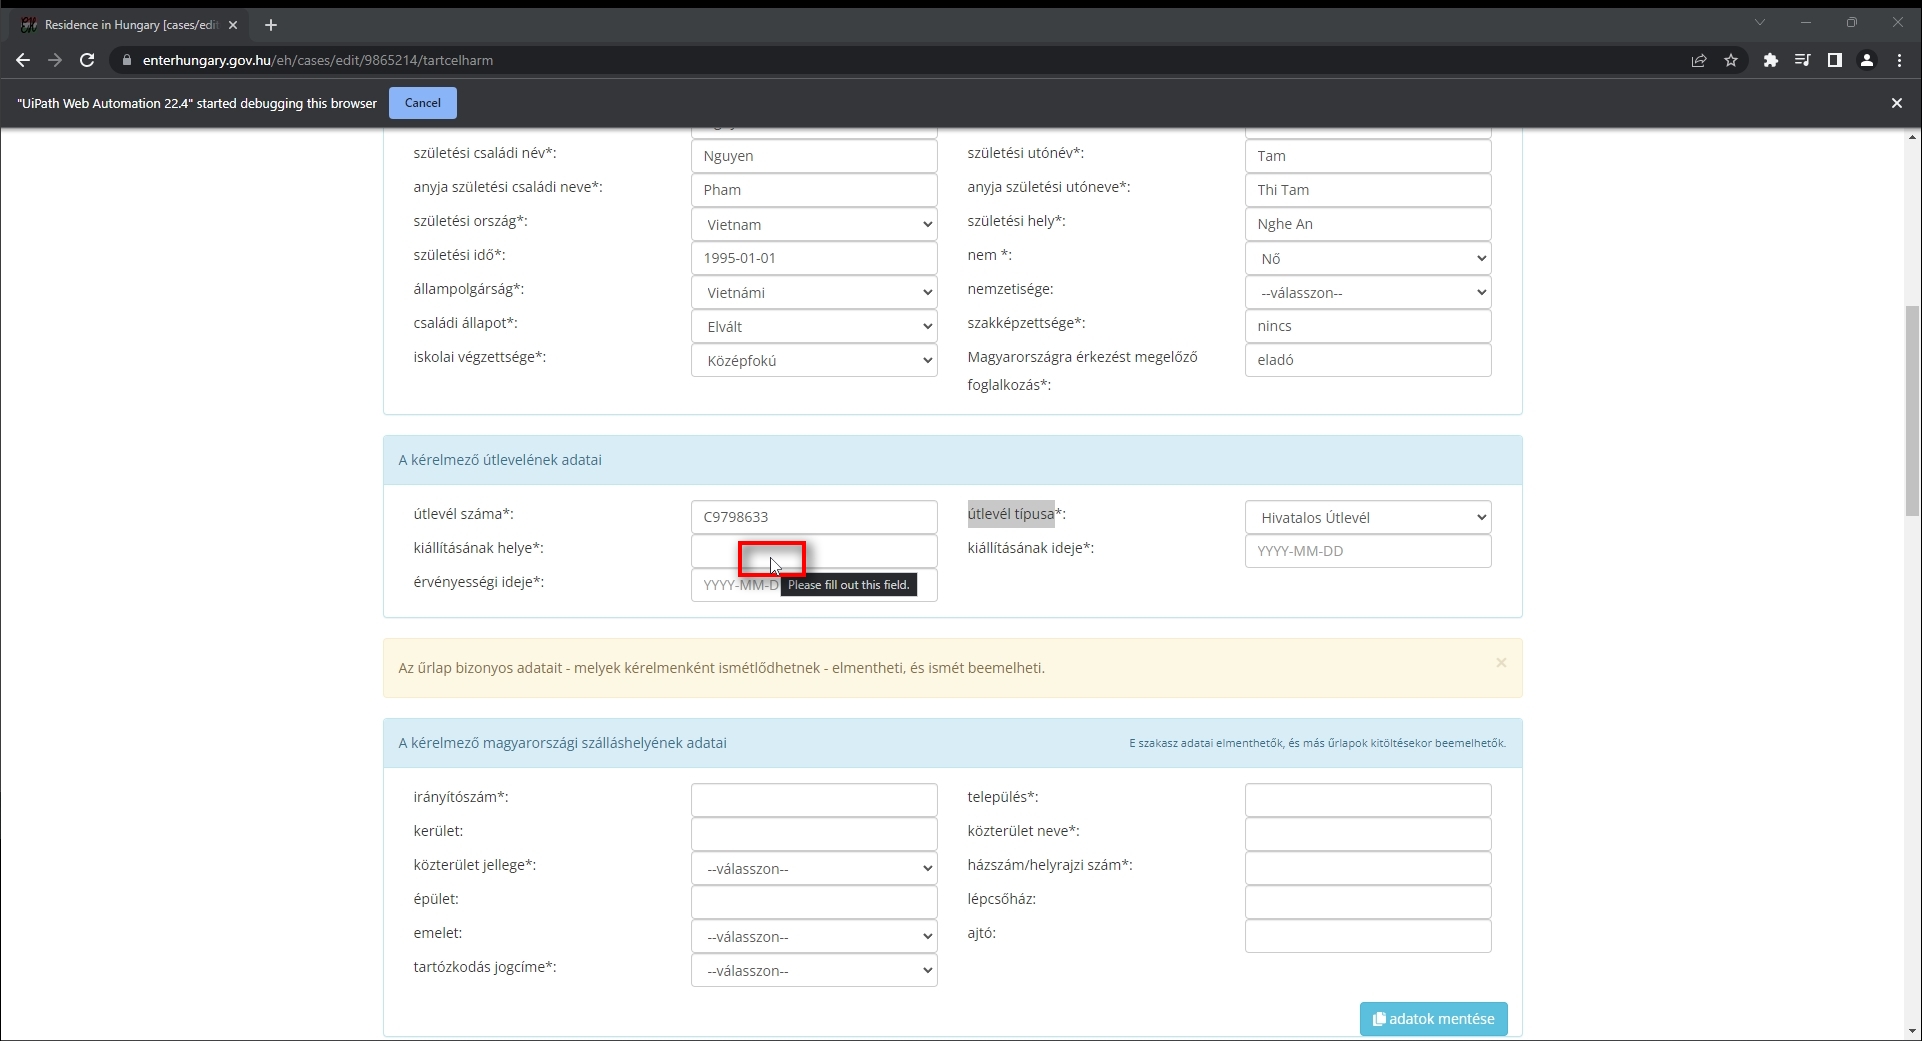 Residence in Hungary [cases/edit
enterhungary.gov.hu/eh/cases/edit/9865214/tartcelharm
"UiPath Web Automation 22.4" started debugging this browser Cancel
születési családi név*: Nguyen születési utónév*: Tam
anyja születési családi neve*: Pham anyja születési utóneve*: Thi Tam
születési ország*: Vietnam születési hely*: Nghe An
születési idő*: 1995-01-01 nem *: Nő
állampolgárság*: Vietnámi nemzetisége: --válasszon--
családi állapot*: Elvált szakképzettsége*: nincs
iskolai végzettsége*: Középfokú Magyarországra érkezést megelőző eladó
foglalkozás*:
A kérelmező útlevelének adatai
útlevél száma*: C9798633 útlevél típusa*: Hivatalos Útlevél
kiállításának helye*: kiállításának ideje*: YYYY-MM-DD
érvényességi ideje*: YYYY-MM-D Please fill out this field.
Az űrlap bizonyos adatait - melyek kérelmenként ismétlődhetnek - elmentheti, és ismét beemelheti.
A kérelmező magyarországi szálláshelyének adatai E szakasz adatai elmenthetők, és más űrlapok kitöltésekor beemelhetők.
irányítószám*: település*:
kerület: közterület neve*:
közterület jellege*: --válasszon-- házszám/helyrajzi szám*:
épület: lépcsőház:
emelet: --válasszon-- ajtó:
tartózkodás jogcíme*: --válasszon--
adatok mentése